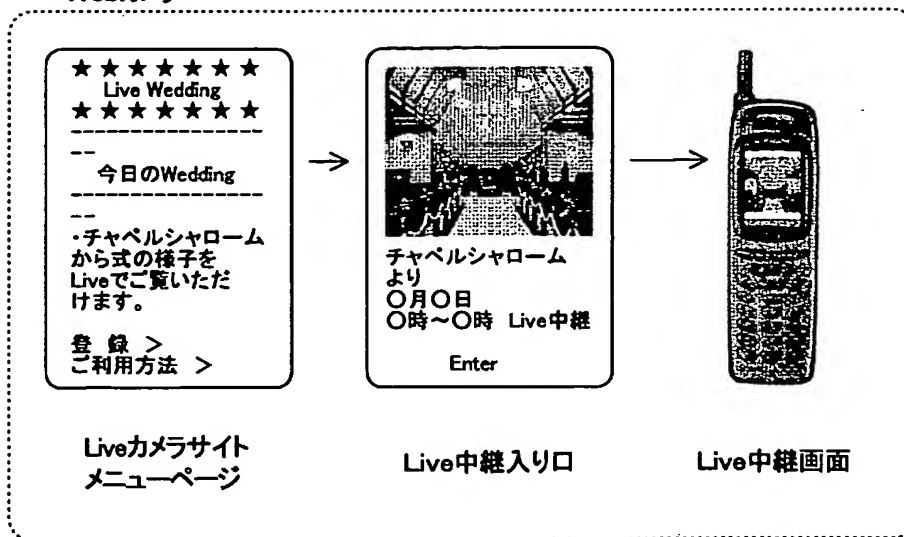 ★★★★★★★
Live Wedding
★★★★★★★
--------------------
--
今日のWedding
--------------------
--
・チャペルシャローム
から式の様子を
Liveでご覧いただ
けます。
登 録 >
ご利用方法 >
チャペルシャローム
より
〇月〇日
〇時～〇時 Live中継
Enter
Liveカメラサイト
メニューページ
Live中継入り口
Live中継画面